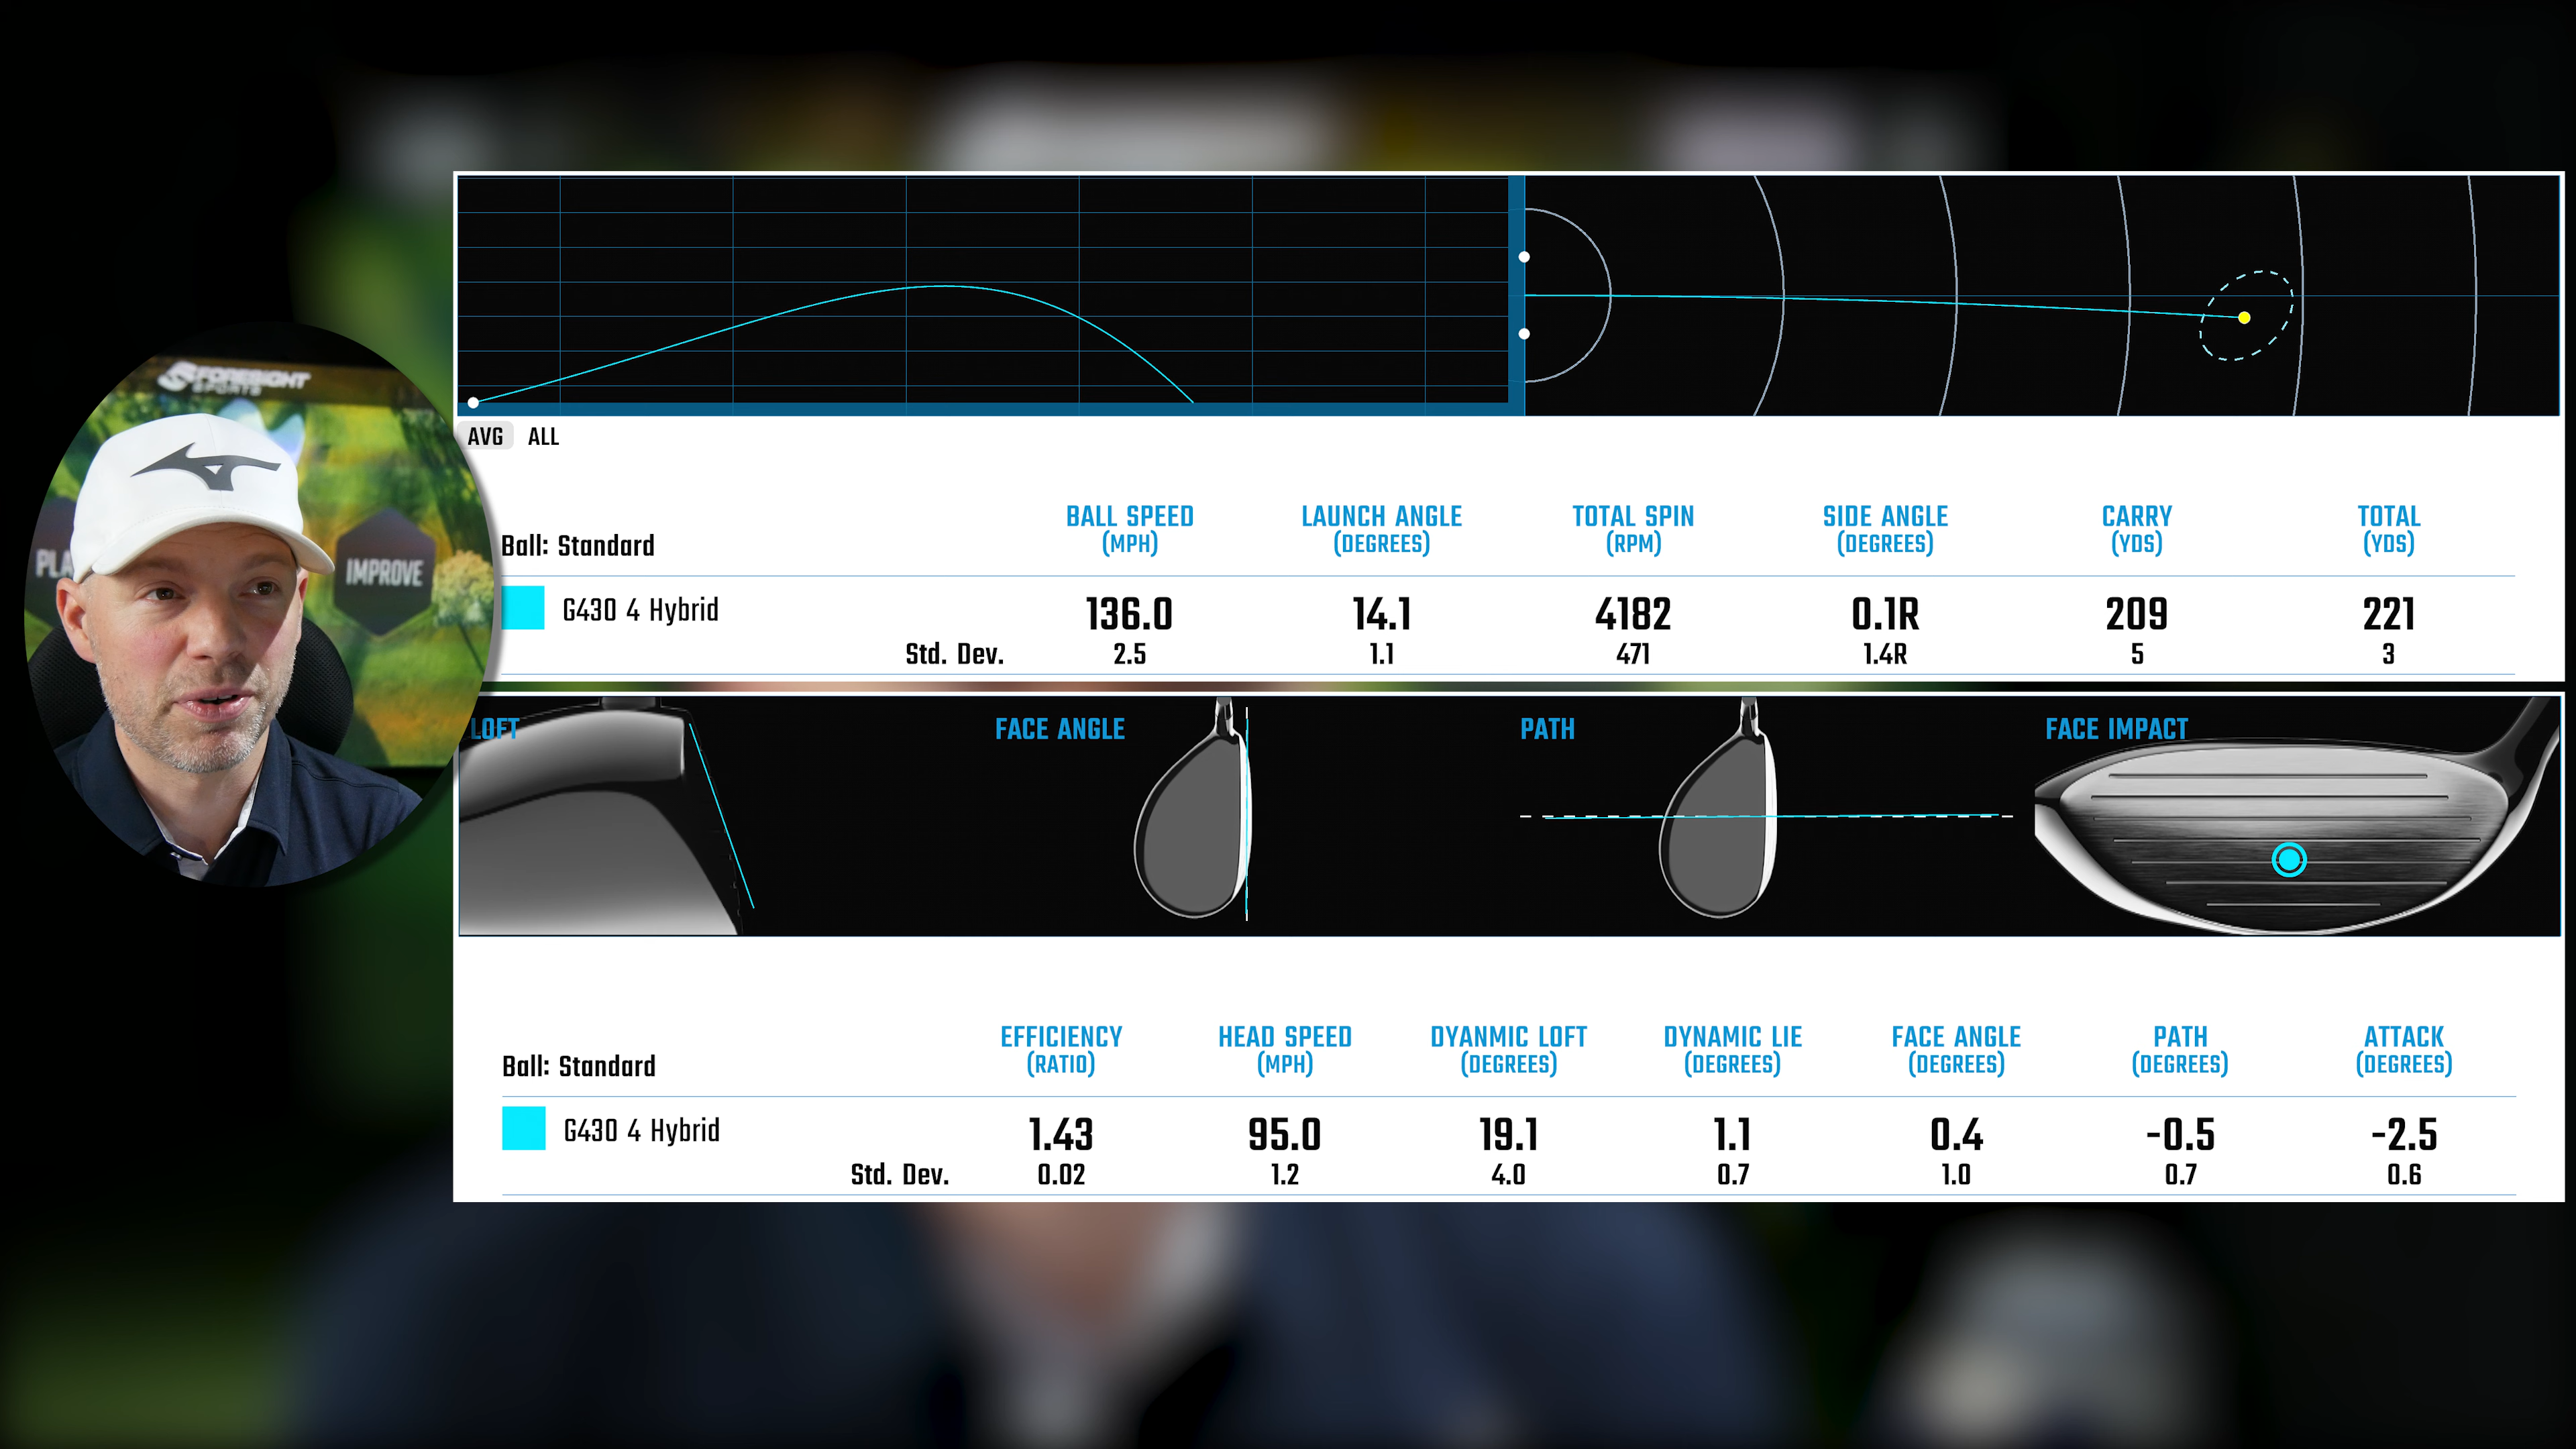 FORESIGHT
SPORTS
PLA
IMPROVE
AVG ALL
Ball: Standard
BALL SPEED LAUNCH ANGLE TOTAL SPIN SIDE ANGLE CARRY TOTAL
(MPH) (DEGREES) (RPM) (DEGREES) (YDS) (YDS)
G430 4 Hybrid 136.0 14.1 4182 0.1R 209 221
Std. Dev. 2.5 1.1 471 1.4R 5 3
LOFT FACE ANGLE PATH FACE IMPACT
Ball: Standard
EFFICIENCY HEAD SPEED DYANMIC LOFT DYNAMIC LIE FACE ANGLE PATH ATTACK
(RATIO) (MPH) (DEGREES) (DEGREES) (DEGREES) (DEGREES) (DEGREES)
G430 4 Hybrid 1.43 95.0 19.1 1.1 0.4 -0.5 -2.5
Std. Dev. 0.02 1.2 4.0 0.7 1.0 0.7 0.6